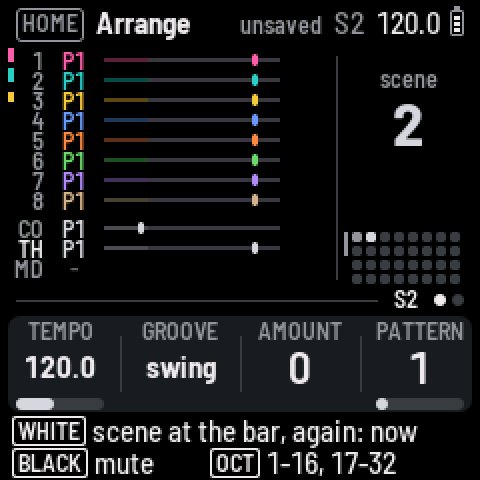 HOME Arrange unsaved S2 120.0
1 P1
2 P1
3 P1
4 P1
5 P1
6 P1
7 P1
8 P1
CO P1
TH P1
MD -
scene
2
S2
TEMPO GROOVE AMOUNT PATTERN
120.0 swing 0 1
WHITE scene at the bar, again: now
BLACK mute OCT 1-16, 17-32